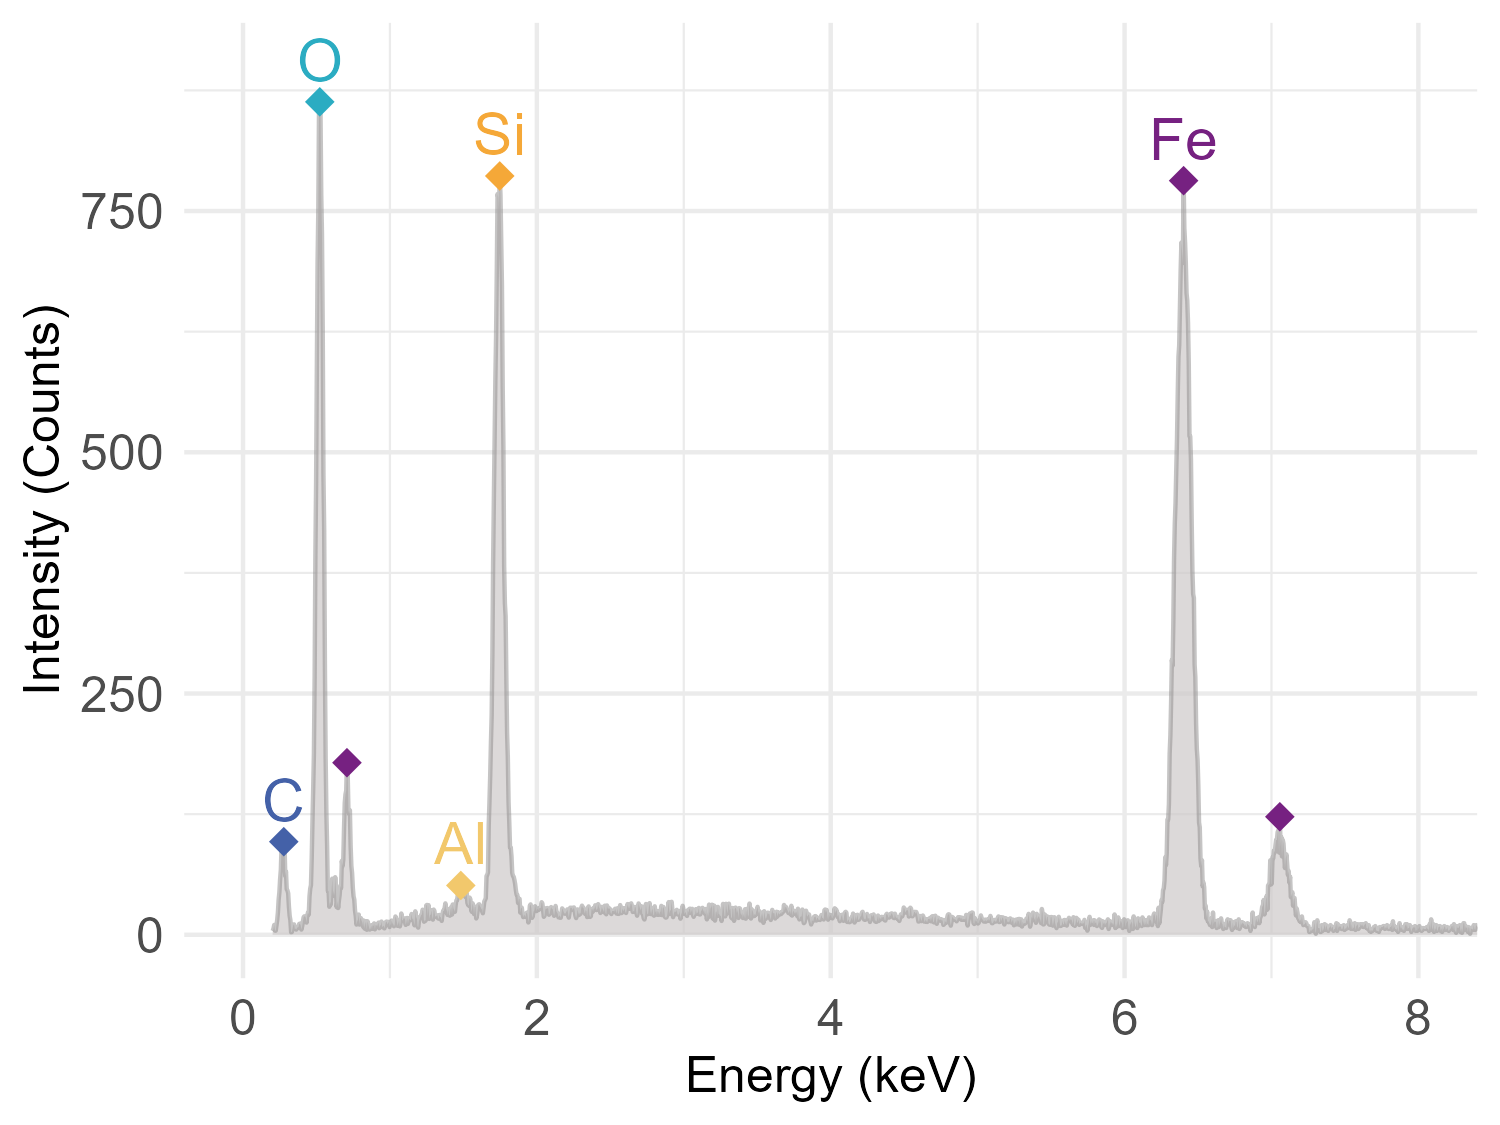 O
Si
Fe
C
Al
750
500
250
0
0 2 4 6 8
Energy (keV)
Intensity (Counts)